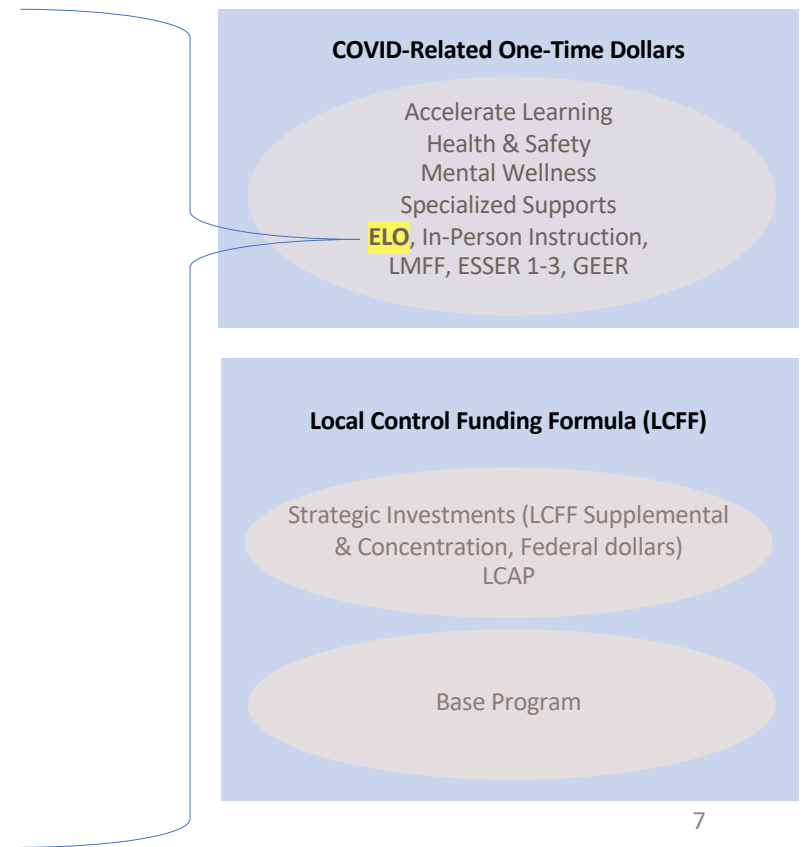 COVID-Related One-Time Dollars
Accelerate Learning
Health & Safety
Mental Wellness
Specialized Supports
ELO, In-Person Instruction,
LMFF, ESSER 1-3, GEER
Local Control Funding Formula (LCFF)
Strategic Investments (LCFF Supplemental
& Concentration, Federal dollars)
LCAP
Base Program
7